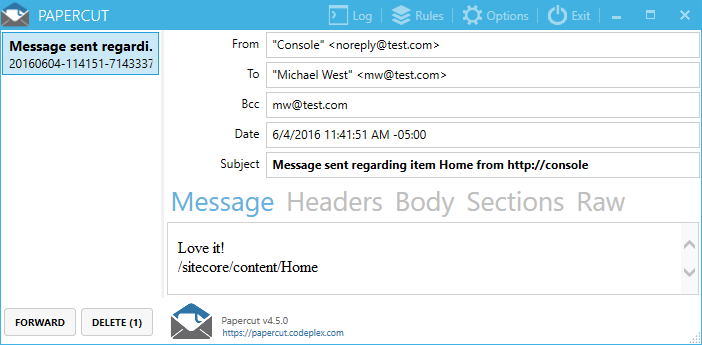 PAPERCUT
Log
Rules
Options
Exit
Message sent regardi.
20160604-114151-7143337
From
"Console" <noreply@test.com>
To
"Michael West" <mw@test.com>
Bcc
mw@test.com
Date
6/4/2016 11:41:51 AM -05:00
Subject
Message sent regarding item Home from http://console
Message Headers Body Sections Raw
Love it!
/sitecore/content/Home
FORWARD
DELETE (1)
Papercut v4.5.0
https://papercut.codeplex.com